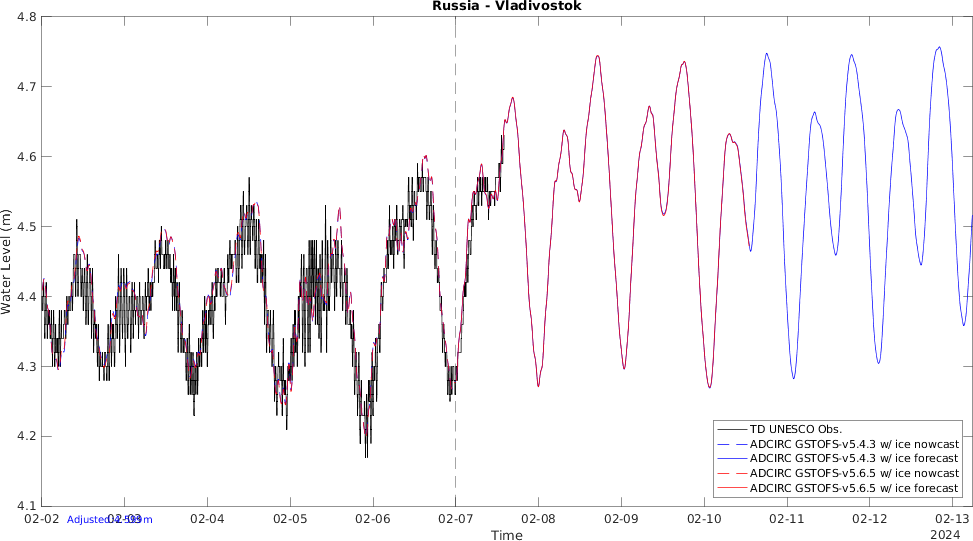 Russia - Vladivostok
4.8
4.7
4.6
4.5
4.4
4.3
4.2
4.1
Water Level (m)
TD UNESCO Obs.
ADCIRC GSTOFS-v5.4.3 w/ ice nowcast
ADCIRC GSTOFS-v5.4.3 w/ ice forecast
ADCIRC GSTOFS-v5.6.5 w/ ice nowcast
ADCIRC GSTOFS-v5.6.5 w/ ice forecast
02-02 02-03 02-04 02-05 02-06 02-07 02-08 02-09 02-10 02-11 02-12 02-13
Adjusted
Time
2024